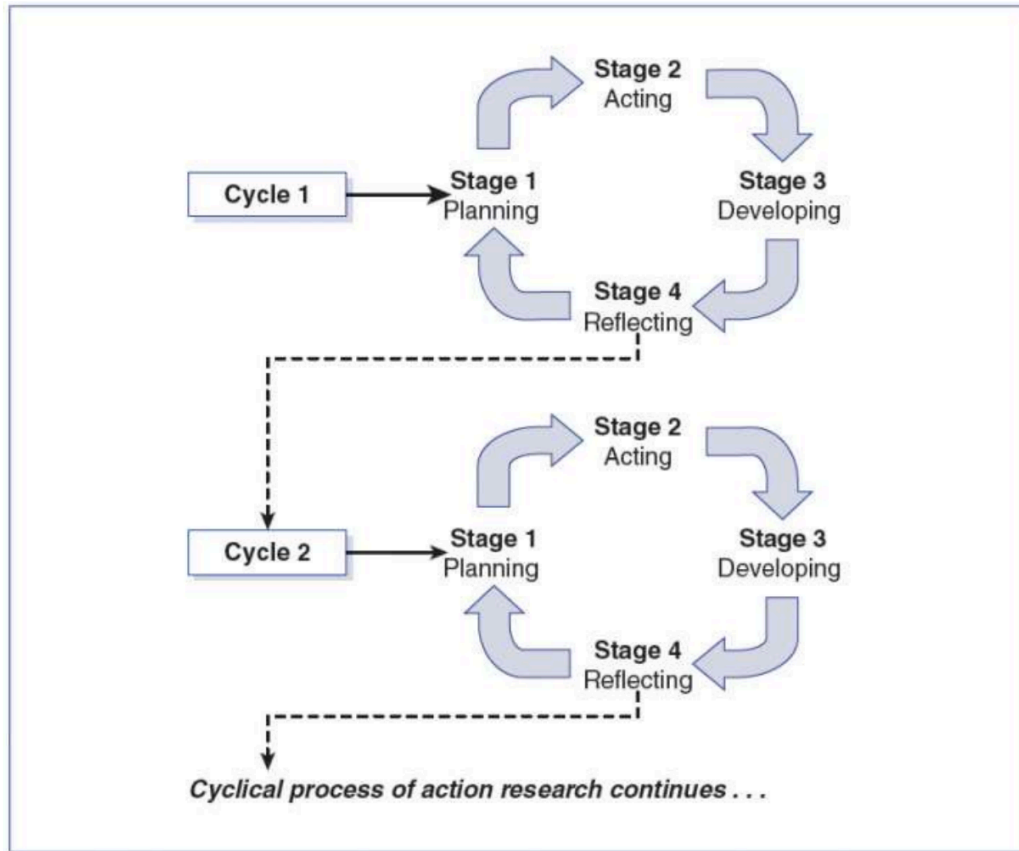 Stage 2
Acting
Cycle 1
Stage 1
Planning
Stage 3
Developing
Stage 4
Reflecting
Stage 2
Acting
Cycle 2
Stage 1
Planning
Stage 3
Developing
Stage 4
Reflecting
Cyclical process of action research continues . . .